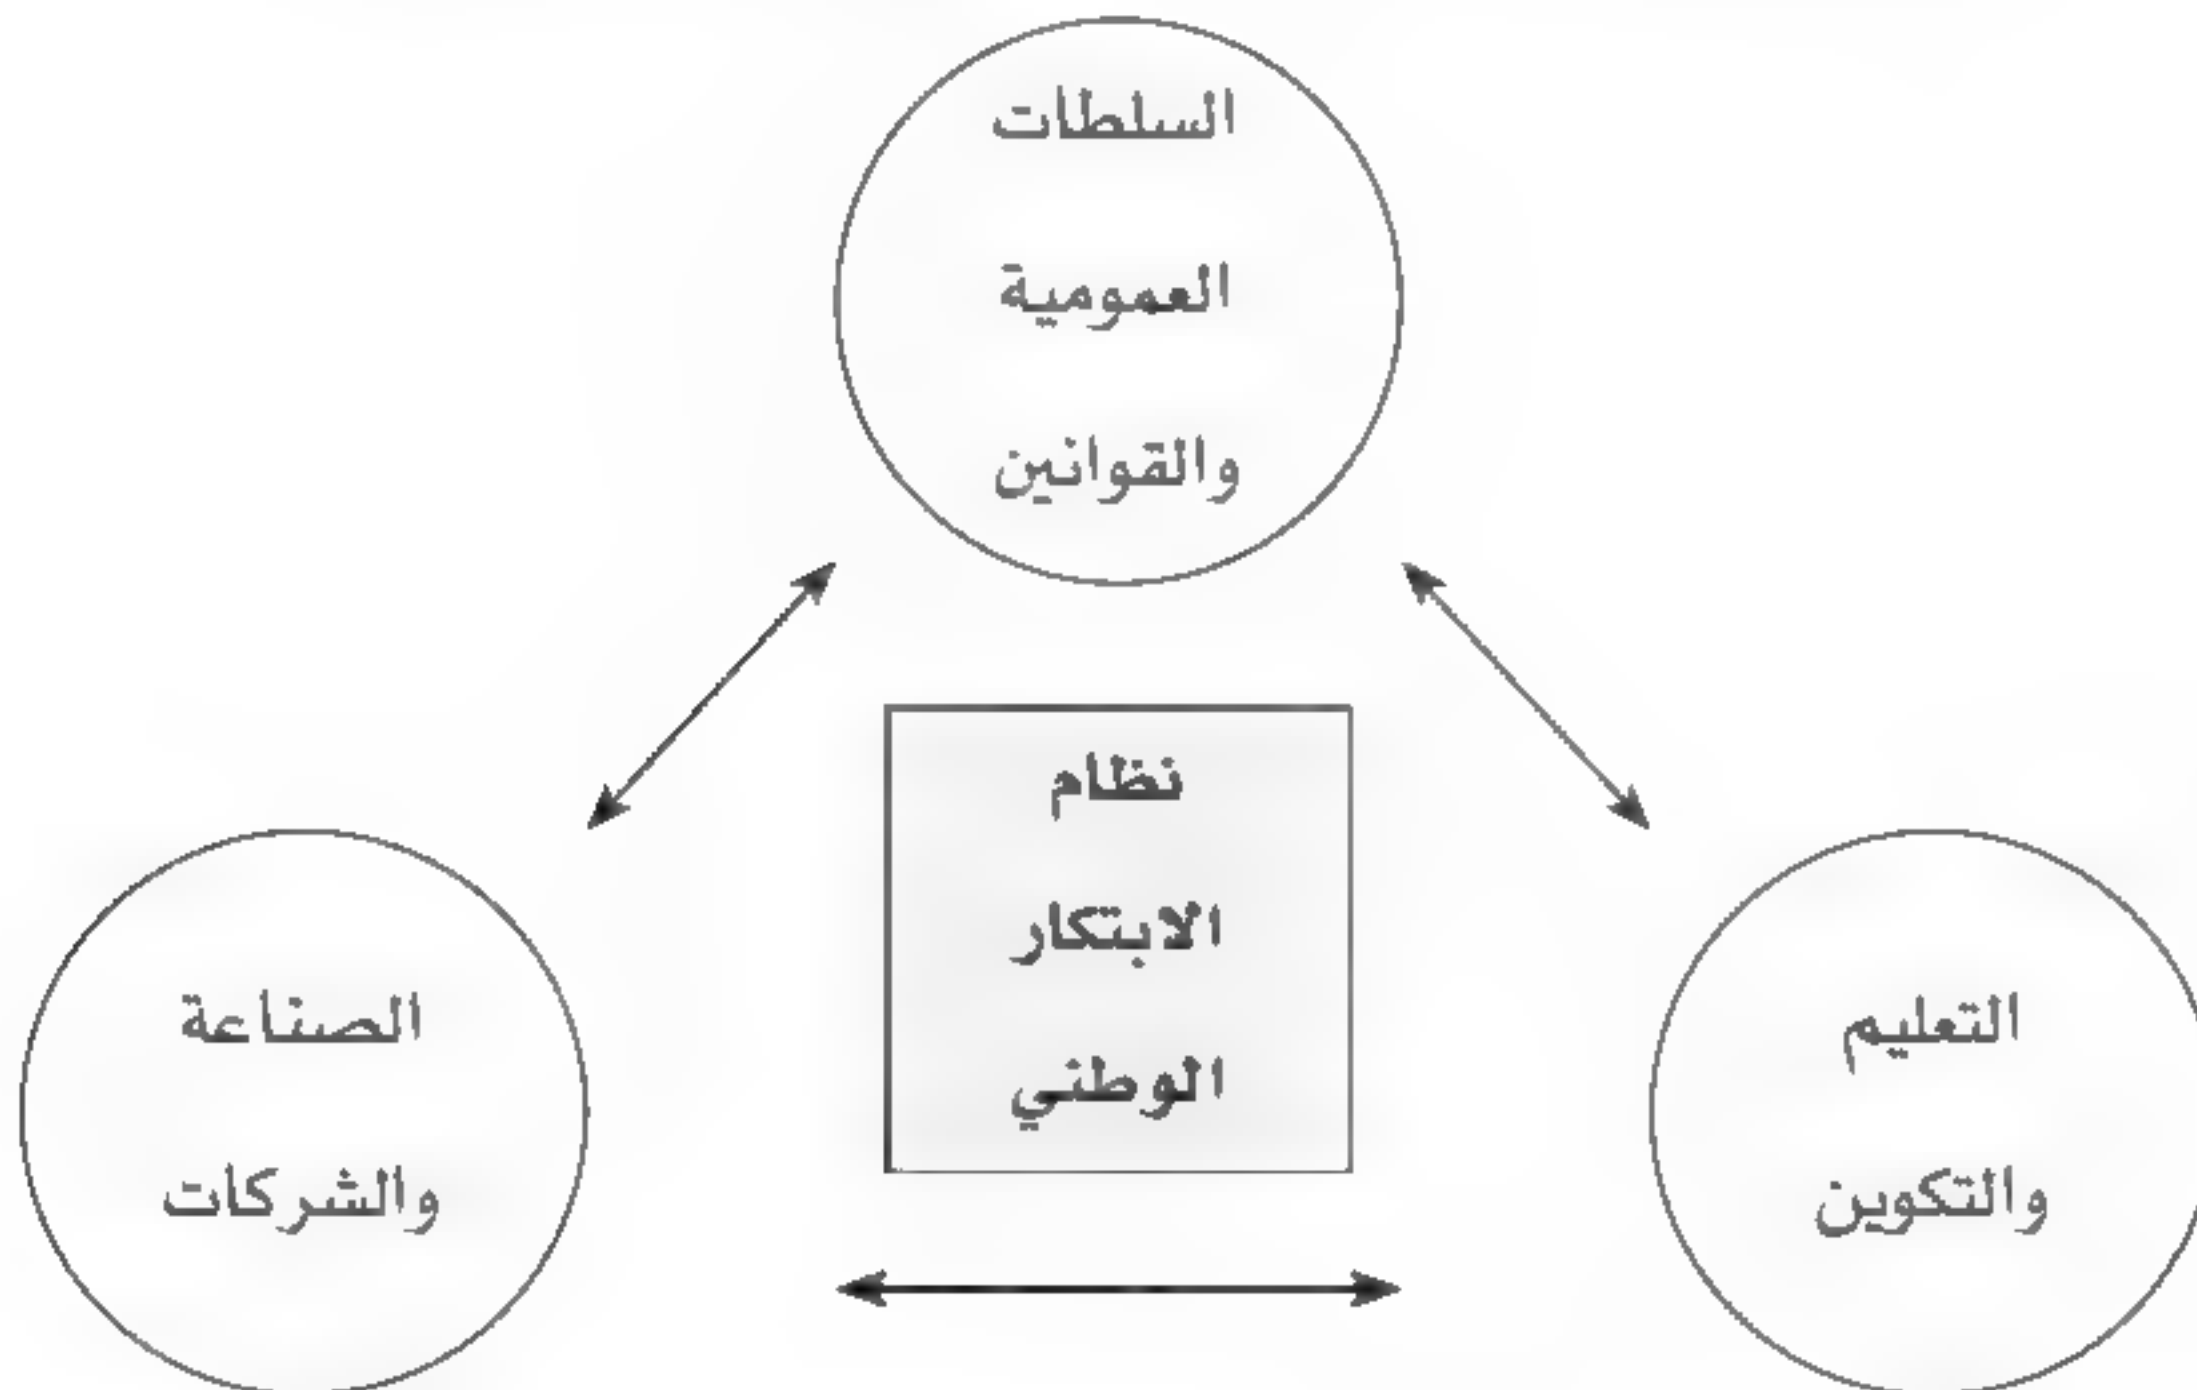 السلطات
العمومية
والقوانين
نظام
الابتكار
الوطني
التعليم
والتكوين
الصناعة
والشركات